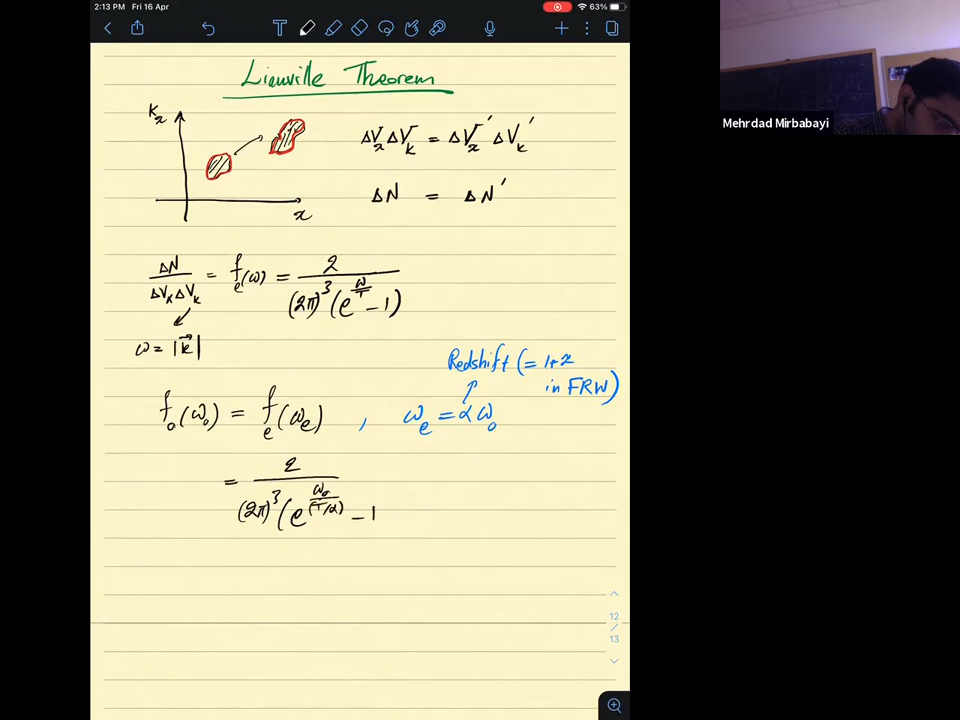 2:13 PM Fri 16 Apr
63%
Liouville Theorem
k_x
x
ΔV_x ΔV_k = ΔV_x' ΔV_k'
ΔN = ΔN'
ΔN / ΔV_x ΔV_k = f_e(ω) = 2 / (2π)^3 (e^{ω/T} - 1)
ω = |k⃗|
Redshift (= 1+z
in FRW)
f_o(ω_o) = f_e(ω_e) , ω_e = α ω_o
= 2 / (2π)^3 (e^{ω_o/(T/α)} - 1
12
/
13
Mehrdad Mirbabayi